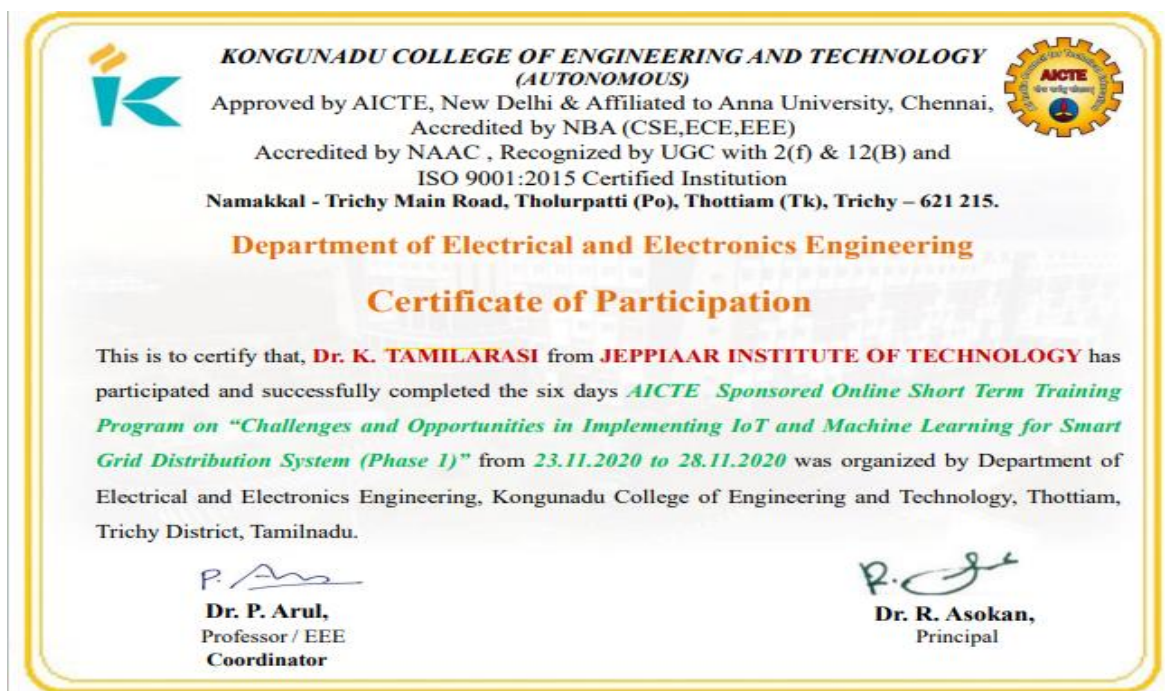 KONGUNADU COLLEGE OF ENGINEERING AND TECHNOLOGY
(AUTONOMOUS)
Approved by AICTE, New Delhi & Affiliated to Anna University, Chennai,
Accredited by NBA (CSE,ECE,EEE)
Accredited by NAAC , Recognized by UGC with 2(f) & 12(B) and
ISO 9001:2015 Certified Institution
Namakkal - Trichy Main Road, Tholurpatti (Po), Thottiam (Tk), Trichy – 621 215.
AICTE
Department of Electrical and Electronics Engineering
Certificate of Participation
This is to certify that, Dr. K. TAMILARASI from JEPPIAAR INSTITUTE OF TECHNOLOGY has
participated and successfully completed the six days AICTE Sponsored Online Short Term Training
Program on “Challenges and Opportunities in Implementing IoT and Machine Learning for Smart
Grid Distribution System (Phase 1)” from 23.11.2020 to 28.11.2020 was organized by Department of
Electrical and Electronics Engineering, Kongunadu College of Engineering and Technology, Thottiam,
Trichy District, Tamilnadu.
Dr. P. Arul,
Professor / EEE
Coordinator
Dr. R. Asokan,
Principal